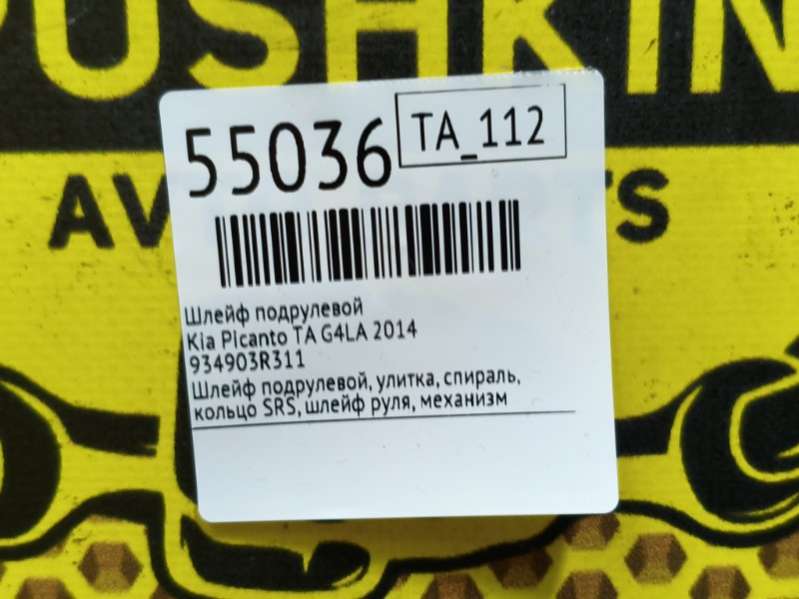 55036
TA_112
Шлейф подрулевой
Kia Picanto TA G4LA 2014
934903R311
Шлейф подрулевой, улитка, спираль,
кольцо SRS, шлейф руля, механизм